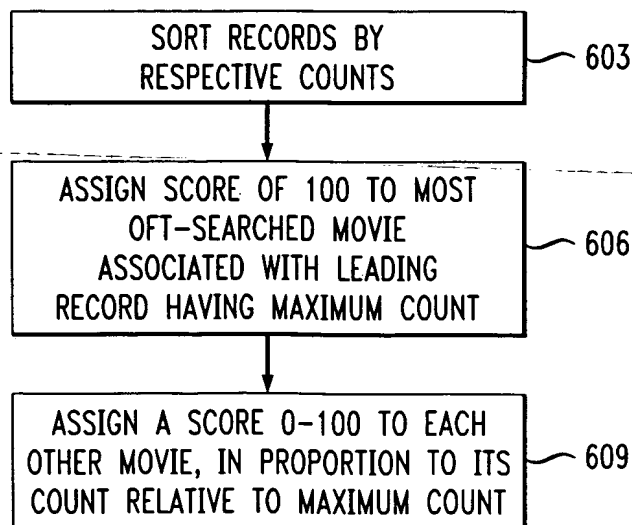 SORT RECORDS BY
RESPECTIVE COUNTS
603
ASSIGN SCORE OF 100 TO MOST
OFT-SEARCHED MOVIE
ASSOCIATED WITH LEADING
RECORD HAVING MAXIMUM COUNT
606
ASSIGN A SCORE 0-100 TO EACH
OTHER MOVIE, IN PROPORTION TO ITS
COUNT RELATIVE TO MAXIMUM COUNT
609